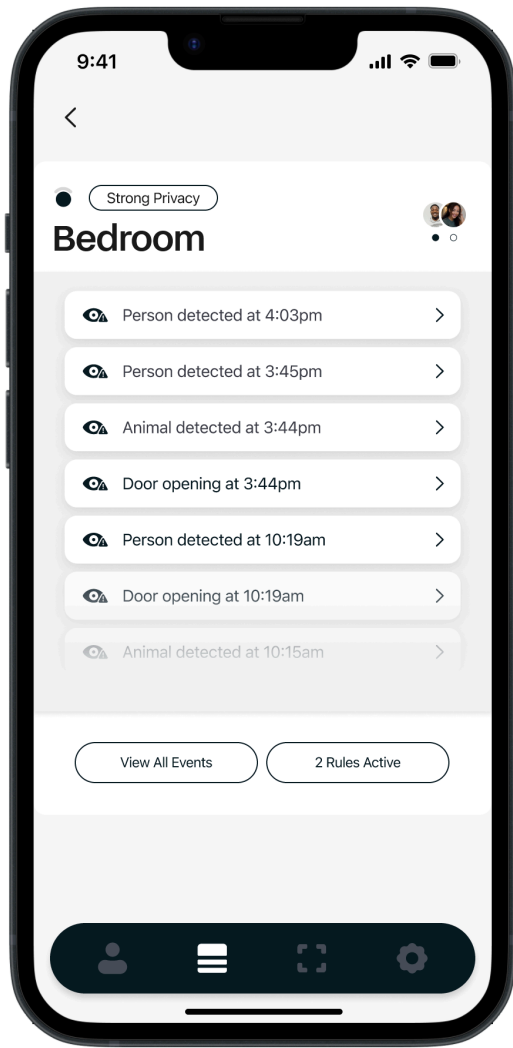 9:41
Strong Privacy
Bedroom
Person detected at 4:03pm
Person detected at 3:45pm
Animal detected at 3:44pm
Door opening at 3:44pm
Person detected at 10:19am
Door opening at 10:19am
Animal detected at 10:15am
View All Events
2 Rules Active